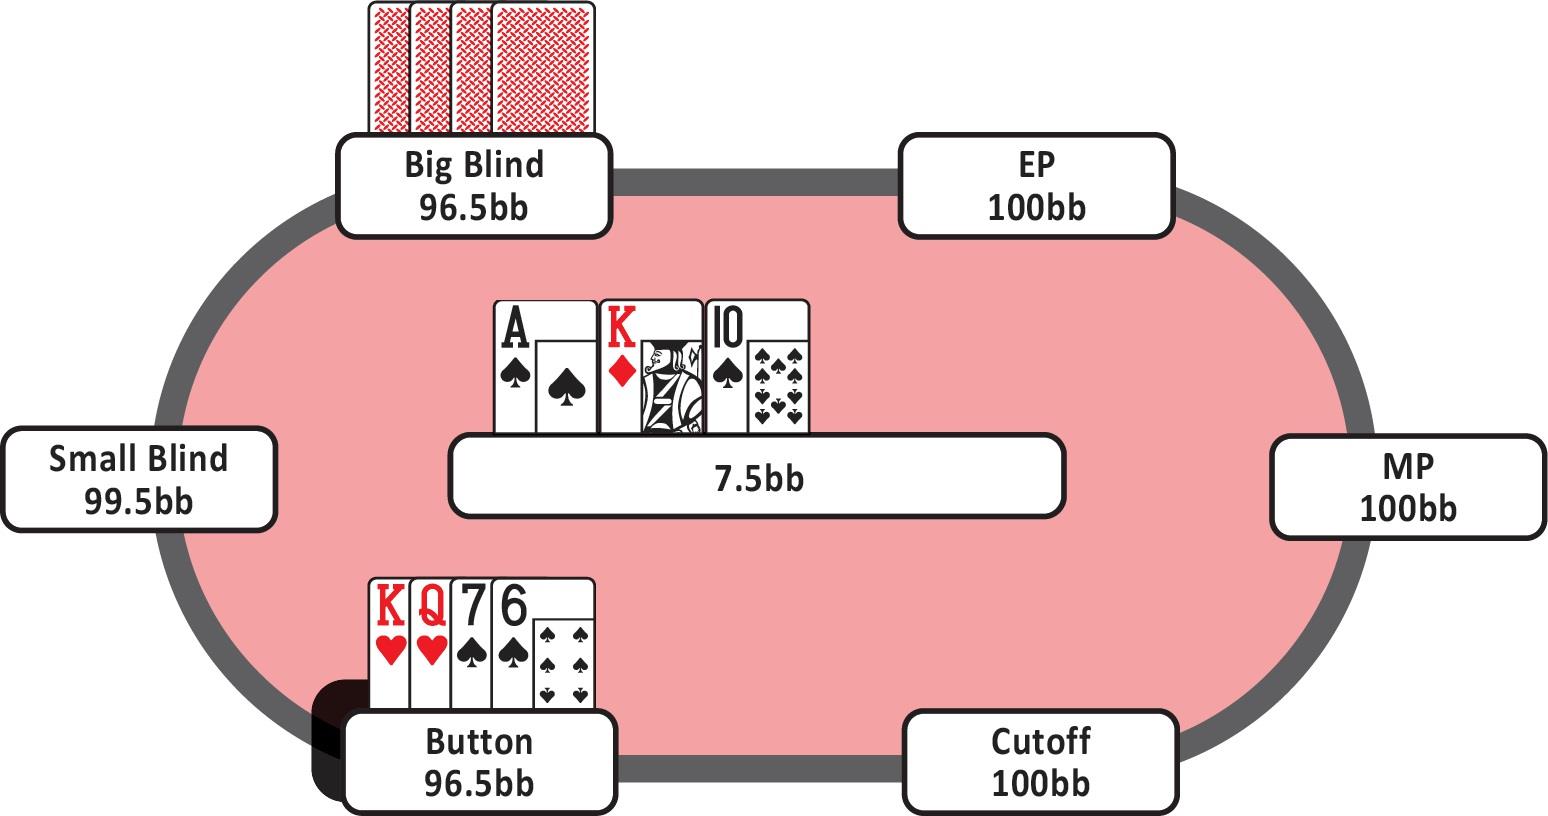 Big Blind
96.5bb
EP
100bb
A K 10
Small Blind
99.5bb
7.5bb
MP
100bb
K Q 7 6
Button
96.5bb
Cutoff
100bb